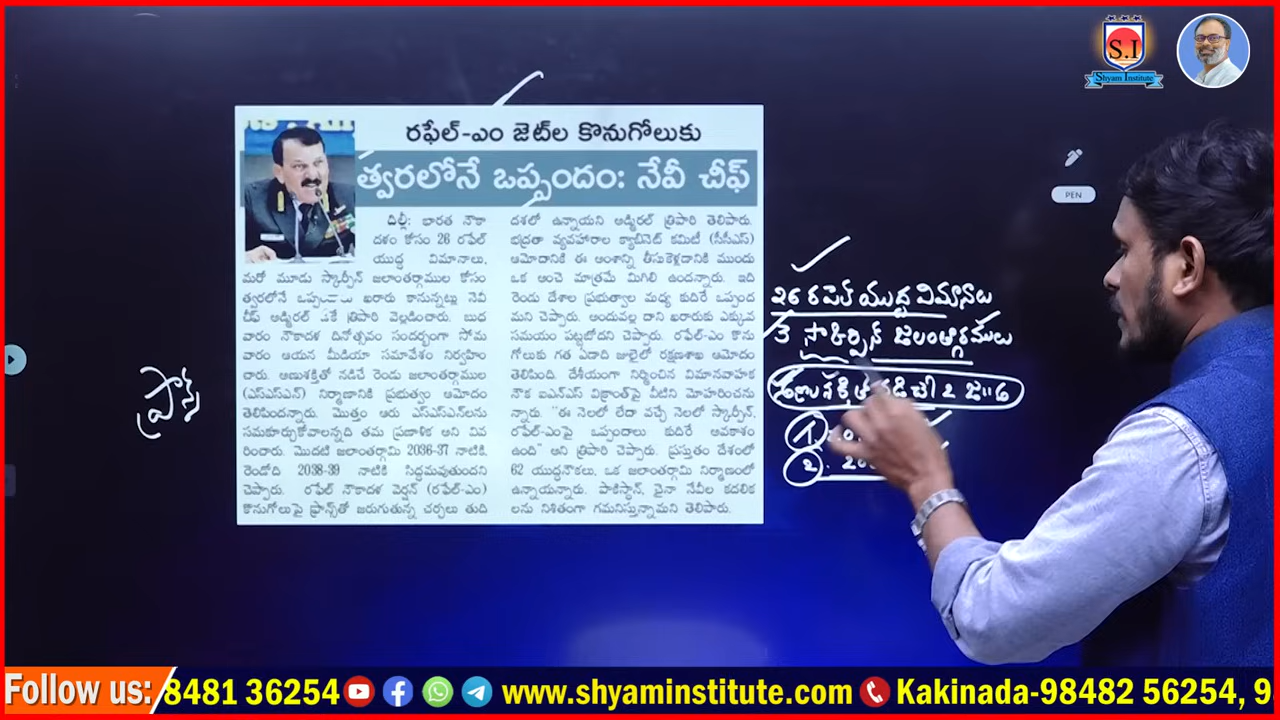 S.I
Shyam Institute
రఫేల్-ఎం జెట్‌ల కొనుగోలుకు
త్వరలోనే ఒప్పందం: నేవీ చీఫ్
ఢిల్లీ: భారత నౌకా
దళం కోసం 26 రఫేల్
యుద్ధ విమానాలు,
మరో మూడు స్కార్పీన్ జలాంతర్గాముల కోసం
త్వరలోనే ఖరారు కానున్నట్లు నేవీ
చీఫ్ అడ్మిరల్ త్రిపాఠి వెల్లడించారు. బుధ
వారం నౌకాదళ దినోత్సవం సందర్భంగా సోమ
వారం ఆయన మీడియా సమావేశం నిర్వహిం
చారు. అణుశక్తితో నడిచే రెండు జలాంతర్గాముల
(ఎస్ఎస్ఎన్) నిర్మాణానికి ప్రభుత్వం ఆమోదం
తెలిపిందన్నారు. మొత్తం ఆరు ఎస్ఎస్ఎన్‌లను
సమకూర్చుకోవాలన్నది తమ ప్రణాళిక అని వివ
రించారు. మొదటి జలాంతర్గామి 2036-37 నాటికి,
రెండోది 2038-39 నాటికి సిద్ధమవుతుందని
చెప్పారు. రఫేల్ నౌకాదళ వెర్షన్ (రఫేల్-ఎం)
కొనుగోలుపై ఫ్రాన్స్‌తో జరుగుతున్న చర్చలు తుది
దశలో ఉన్నాయని అడ్మిరల్ త్రిపాఠి తెలిపారు.
భద్రతా వ్యవహారాల క్యాబినెట్ కమిటీ (సీసీఎస్)
ఆమోదానికి ఈ అంశాన్ని తీసుకెళ్లడానికి ముందు
ఒక అంచె మాత్రమే మిగిలి ఉందన్నారు. ఇది
రెండు దేశాల ప్రభుత్వాల మధ్య కుదిరే ఒప్పంద
మని చెప్పారు. అందువల్ల దాని ఖరారుకు ఎక్కువ
సమయం పట్టబోదని చెప్పారు. రఫేల్-ఎం కొను
గోలుకు గత ఏడాది జులైలో రక్షణశాఖ ఆమోదం
తెలిపింది. దేశీయంగా నిర్మించిన విమానవాహక
నౌక ఐఎన్ఎస్ విక్రాంత్‌పై వీటిని మోహరించను
న్నారు. "ఈ నెలలో లేదా వచ్చే నెలలో స్కార్పీన్,
రఫేల్-ఎంపై ఒప్పందాలు కుదిరే అవకాశం
ఉంది" అని త్రిపాఠి చెప్పారు. ప్రస్తుతం దేశంలో
62 యుద్ధనౌకలు, ఒక జలాంతర్గామి నిర్మాణంలో
ఉన్నాయన్నారు. పాకిస్థాన్, చైనా నేవీల కదలిక
లను నిశితంగా గమనిస్తున్నామని తెలిపారు.
PEN
26 రఫెల్ యుద్ధ విమానాలు
3 స్కార్పిన్ జలంతర్గాములు
నడిచే 2 జ॥
1.
2.
ఫ్రాన్స్
Follow us: 8481 36254 www.shyaminstitute.com Kakinada-98482 56254, 9